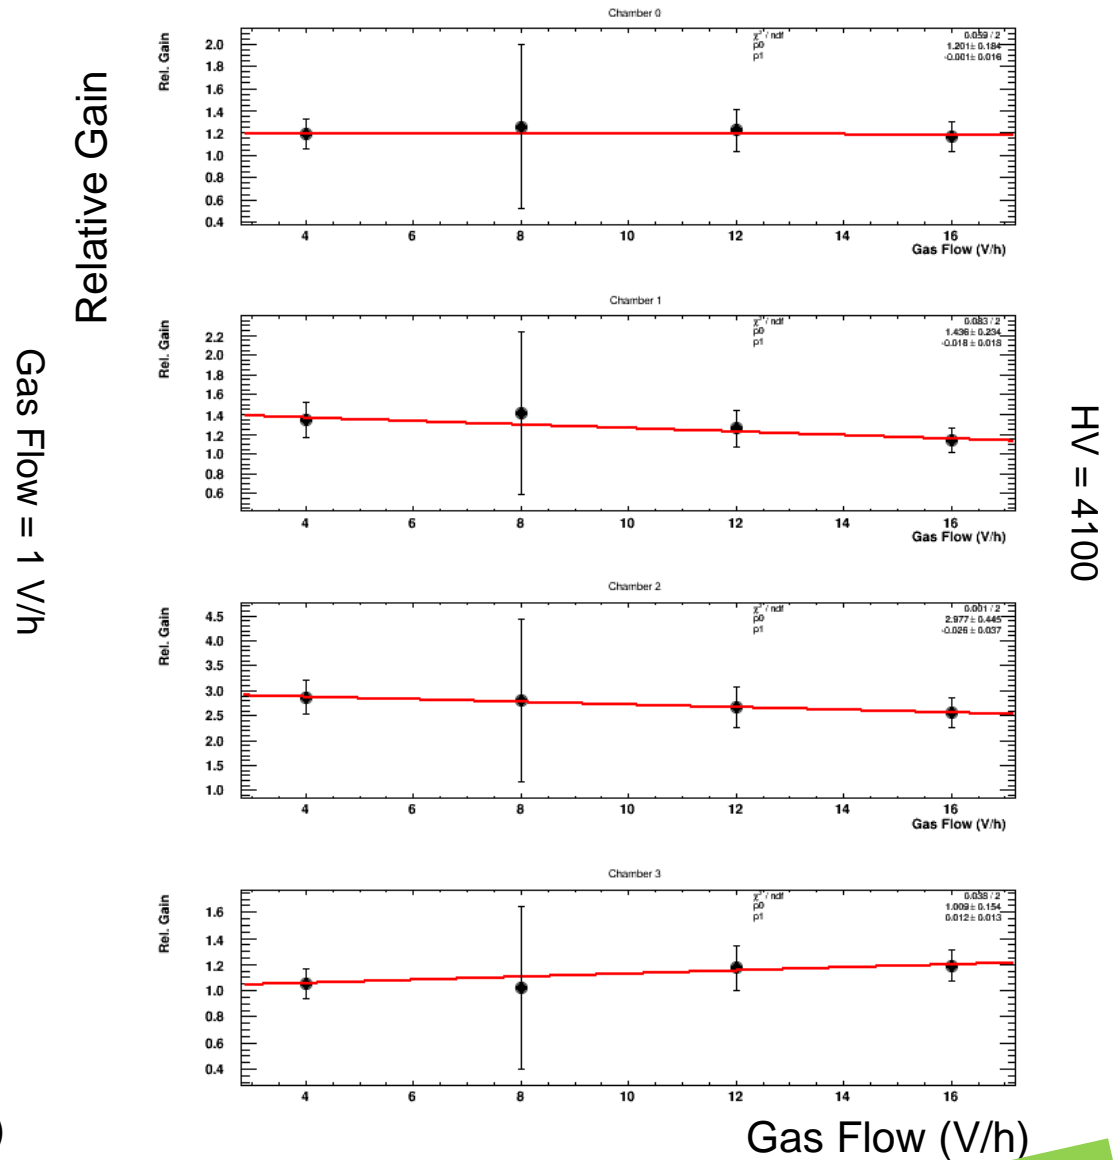 Relative Gain
Gas Flow = 1 V/h
HV = 4100
Chamber 0
Rel. Gain
2.0
1.8
1.6
1.4
1.2
1.0
0.8
0.6
0.4
χ² / ndf 0.059 / 2
p0 1.201 ± 0.184
p1 -0.001 ± 0.016
4 6 8 10 12 14 16
Gas Flow (V/h)
Chamber 1
Rel. Gain
2.2
2.0
1.8
1.6
1.4
1.2
1.0
0.8
0.6
χ² / ndf 0.083 / 2
p0 1.436 ± 0.234
p1 -0.018 ± 0.018
4 6 8 10 12 14 16
Gas Flow (V/h)
Chamber 2
Rel. Gain
4.5
4.0
3.5
3.0
2.5
2.0
1.5
1.0
χ² / ndf 0.001 / 2
p0 2.977 ± 0.445
p1 -0.026 ± 0.037
4 6 8 10 12 14 16
Gas Flow (V/h)
Chamber 3
Rel. Gain
1.6
1.4
1.2
1.0
0.8
0.6
0.4
χ² / ndf 0.038 / 2
p0 1.009 ± 0.154
p1 0.012 ± 0.013
4 6 8 10 12 14 16
)
Gas Flow (V/h)